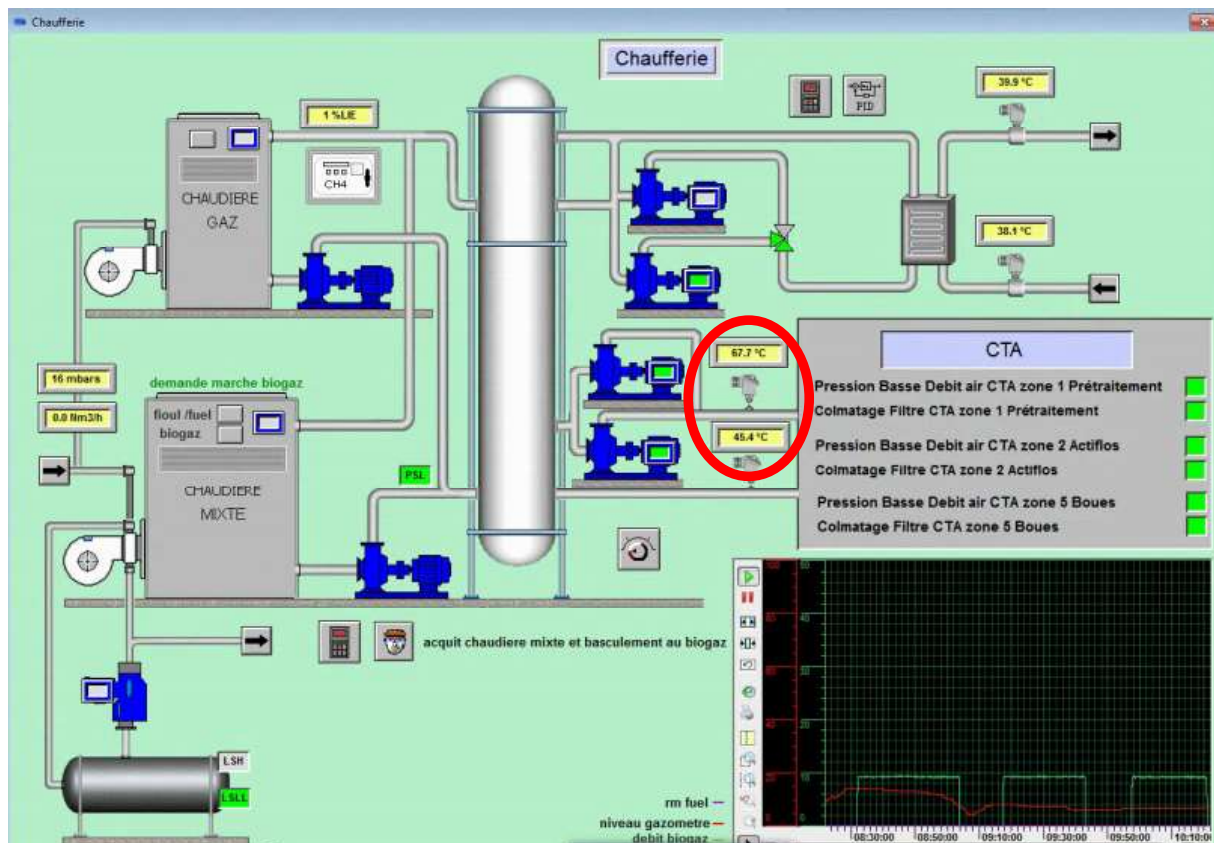 Chaufferie
Chaufferie
39.9 °C
1 %LIE
PID
CH4
CHAUDIERE
GAZ
38.1 °C
CTA
67.7 °C
16 mbars
demande marche biogaz
Pression Basse Debit air CTA zone 1 Prétraitement
0.0 Nm3/h
fioul /fuel
Colmatage Filtre CTA zone 1 Prétraitement
biogaz
45.4 °C
Pression Basse Debit air CTA zone 2 Actiflos
Colmatage Filtre CTA zone 2 Actiflos
PSL
CHAUDIERE
MIXTE
Pression Basse Debit air CTA zone 5 Boues
Colmatage Filtre CTA zone 5 Boues
acquit chaudiere mixte et basculement au biogaz
LSH
LSLL
rm fuel
niveau gazometre
debit biogaz
08:30:00 08:50:00 09:10:00 09:30:00 09:50:00 10:10:00